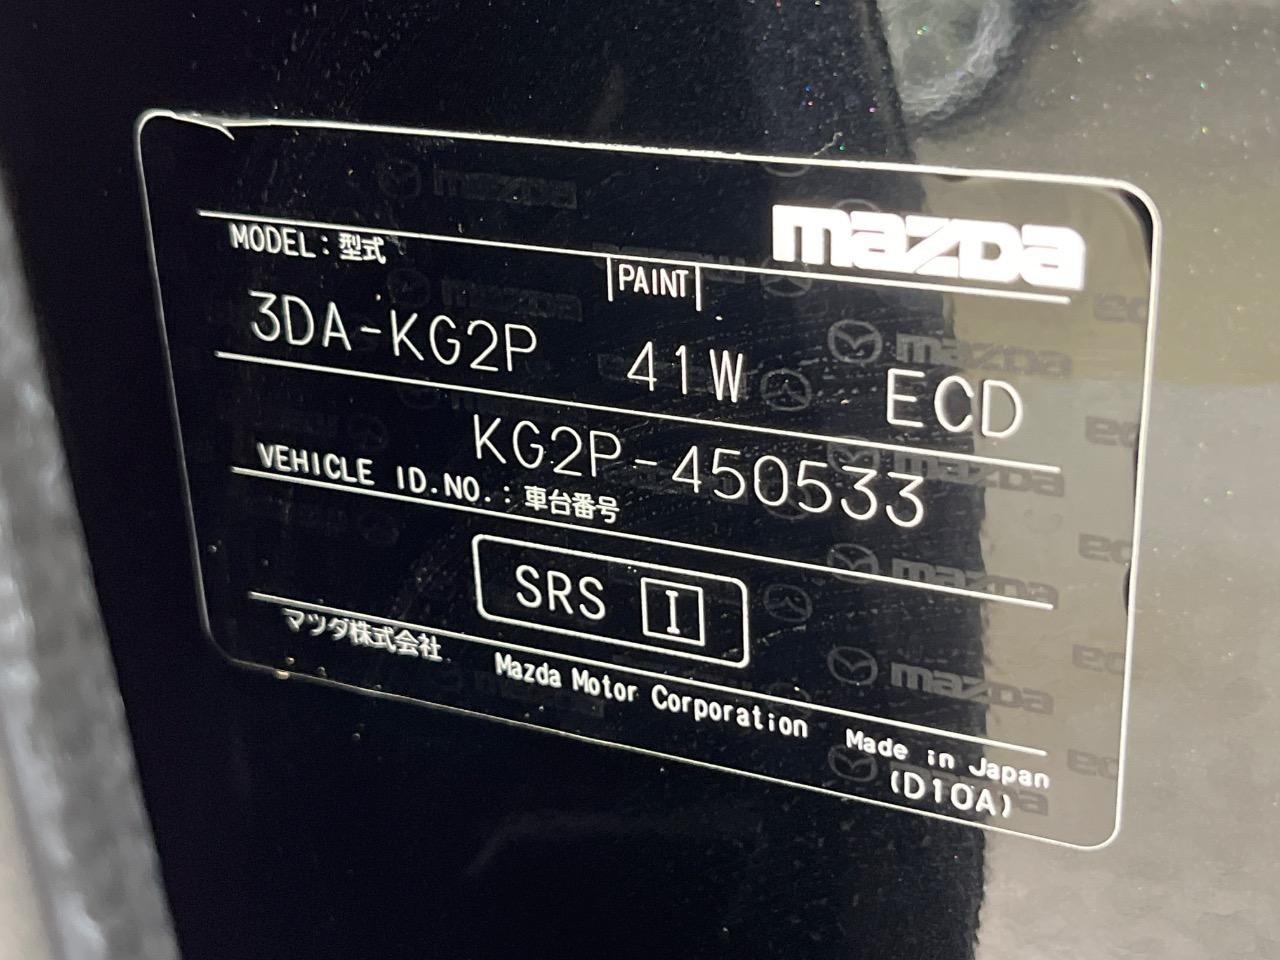 mazda
MODEL : 型式
PAINT
3DA-KG2P 41W ECD
KG2P-450533
VEHICLE ID.NO. : 車台番号
SRS I
マツダ株式会社 Mazda Motor Corporation Made in Japan
(D10A)